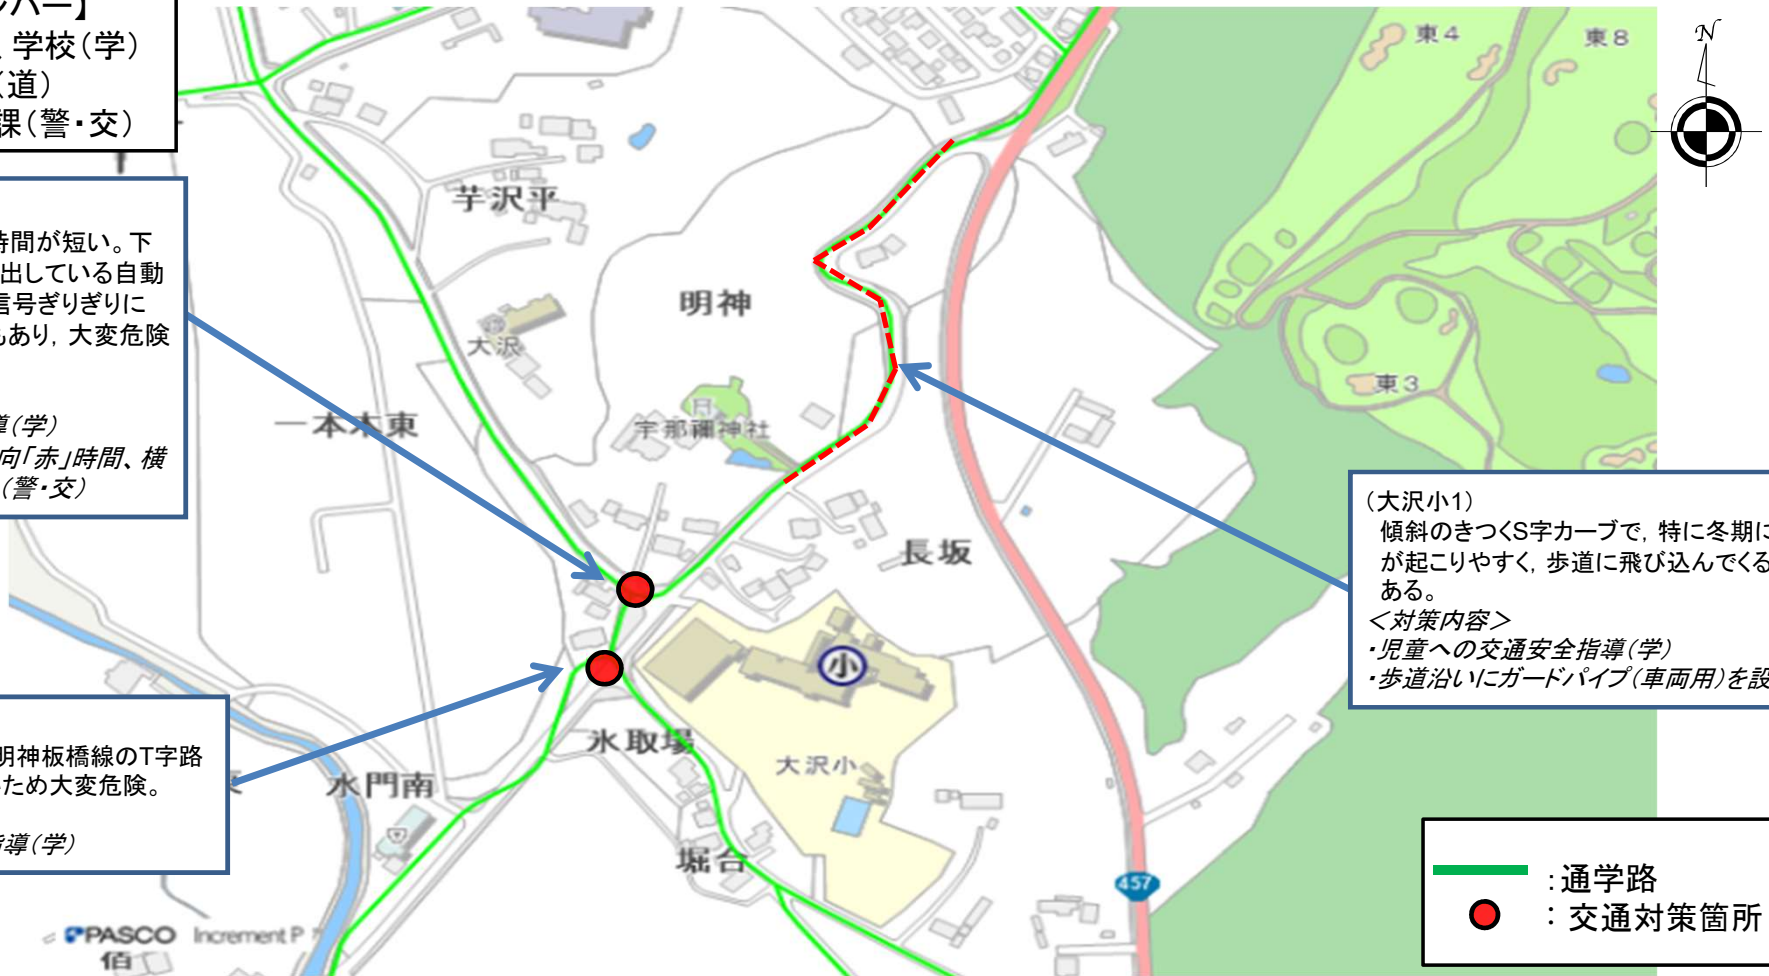 ンバー】
、学校(学)
(道)
課(警・交)
時間が短い。下
出している自動
信号ぎりぎりに
もあり，大変危険
導(学)
向「赤」時間、横
(警・交)
明神板橋線のT字路
ため大変危険。
指導(学)
(大沢小1)
傾斜のきつくS字カーブで，特に冬期に
が起こりやすく，歩道に飛び込んでくる
ある。
＜対策内容＞
・児童への交通安全指導(学)
・歩道沿いにガードパイプ(車両用)を設
N
東4
東8
東3
芋沢平
明神
大沢
一本木東
宇那禰神社
長坂
小
氷取場
大沢小
水門南
堀台
457
PASCO Increment P
:通学路
:交通対策箇所